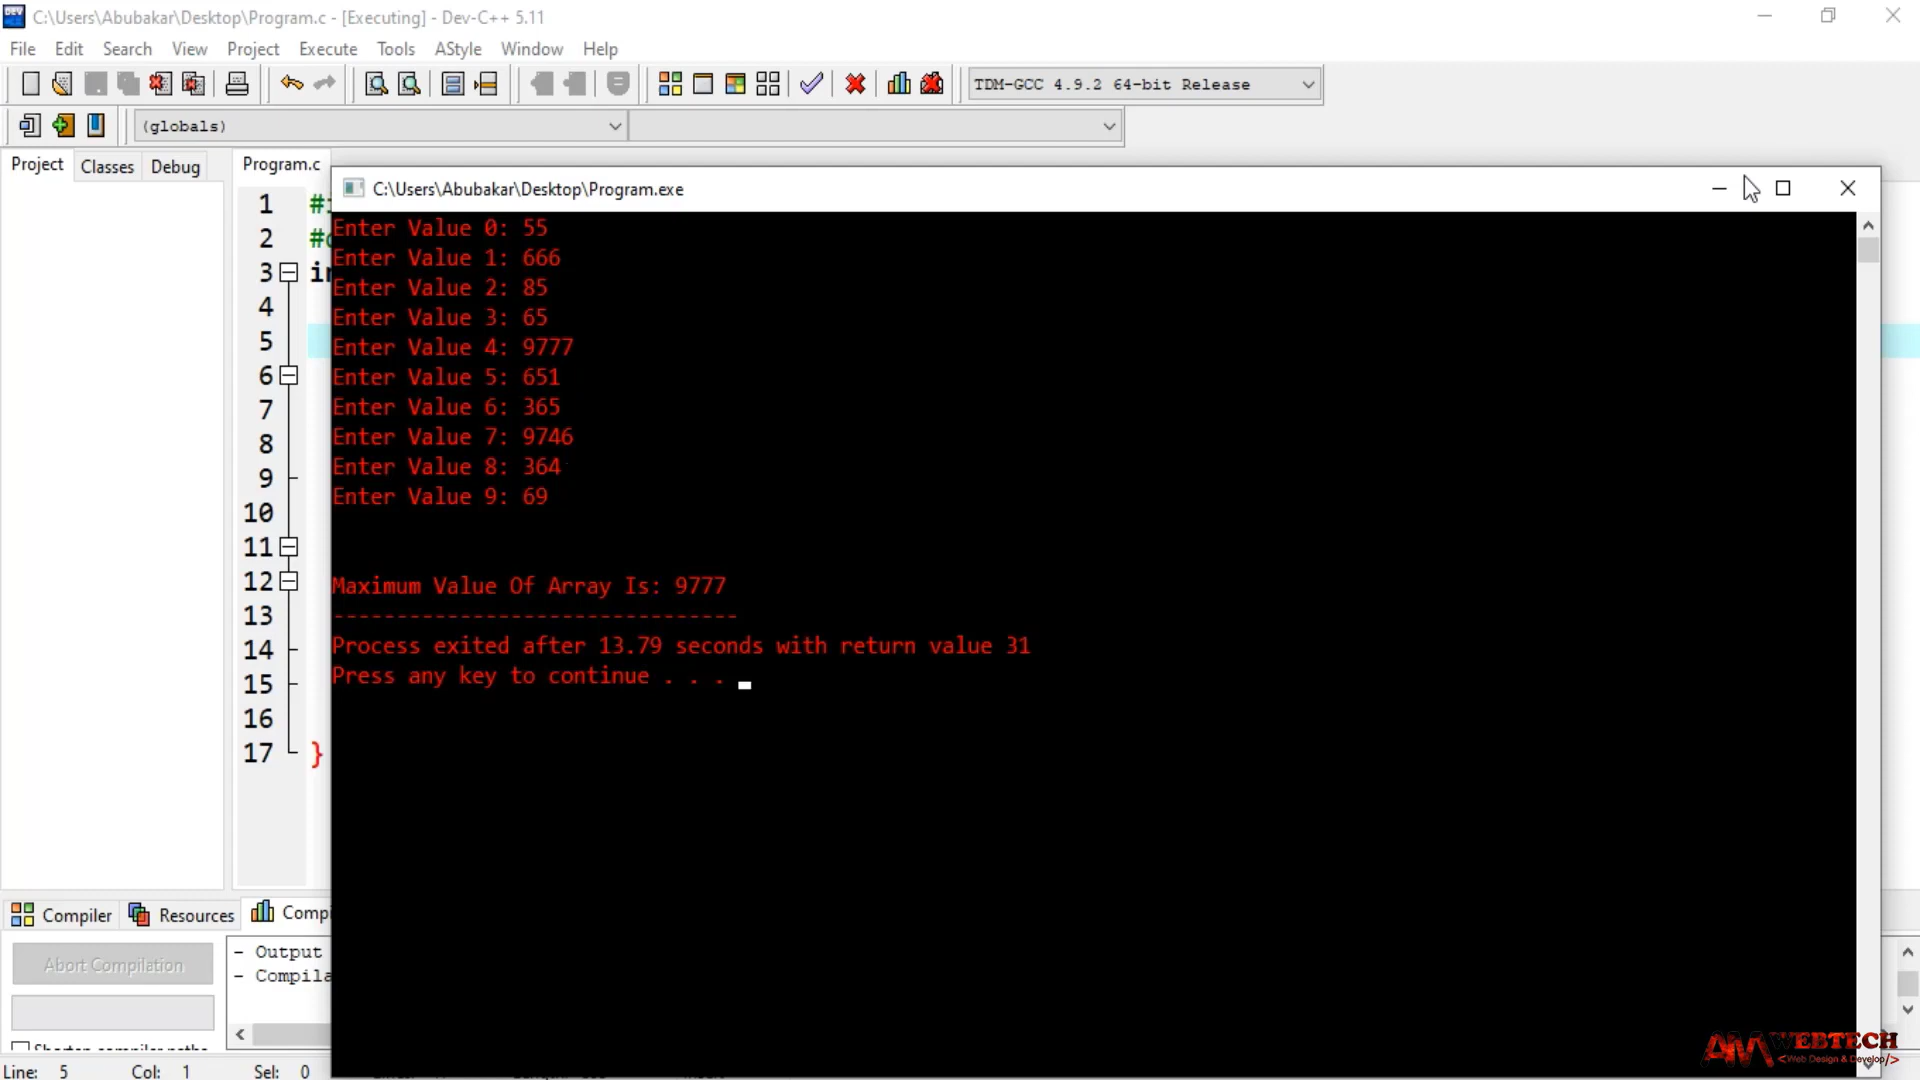 C:\Users\Abubakar\Desktop\Program.c - [Executing] - Dev-C++ 5.11
File Edit Search View Project Execute Tools AStyle Window Help
TDM-GCC 4.9.2 64-bit Release
(globals)
Project Classes Debug Program.c
C:\Users\Abubakar\Desktop\Program.exe
1
2
3
4
5
6
7
8
9
10
11
12
13
14
15
16
17 }
Enter Value 0: 55
Enter Value 1: 666
Enter Value 2: 85
Enter Value 3: 65
Enter Value 4: 9777
Enter Value 5: 651
Enter Value 6: 365
Enter Value 7: 9746
Enter Value 8: 364
Enter Value 9: 69
Maximum Value Of Array Is: 9777
--------------------------------
Process exited after 13.79 seconds with return value 31
Press any key to continue . . .
Compiler Resources
Abort Compilation
- Output
Line: 5 Col: 1 Sel: 0
AM WEBTECH
<Web Design & Develop/>